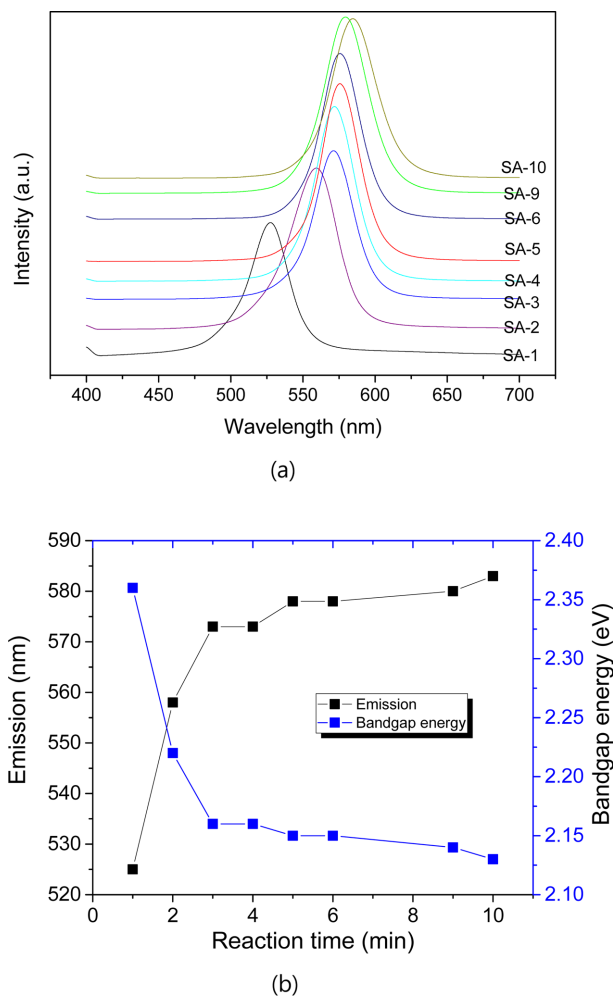 Intensity (a.u.)
SA-10
SA-9
SA-6
SA-5
SA-4
SA-3
SA-2
SA-1
400 450 500 550 600 650 700
Wavelength (nm)
(a)
590 2.40
580 2.35
570 2.30
560 2.25
550 2.20
540 2.15
530 2.10
520
Emission (nm)
Bandgap energy (eV)
Emission
Bandgap energy
0 2 4 6 8 10
Reaction time (min)
(b)